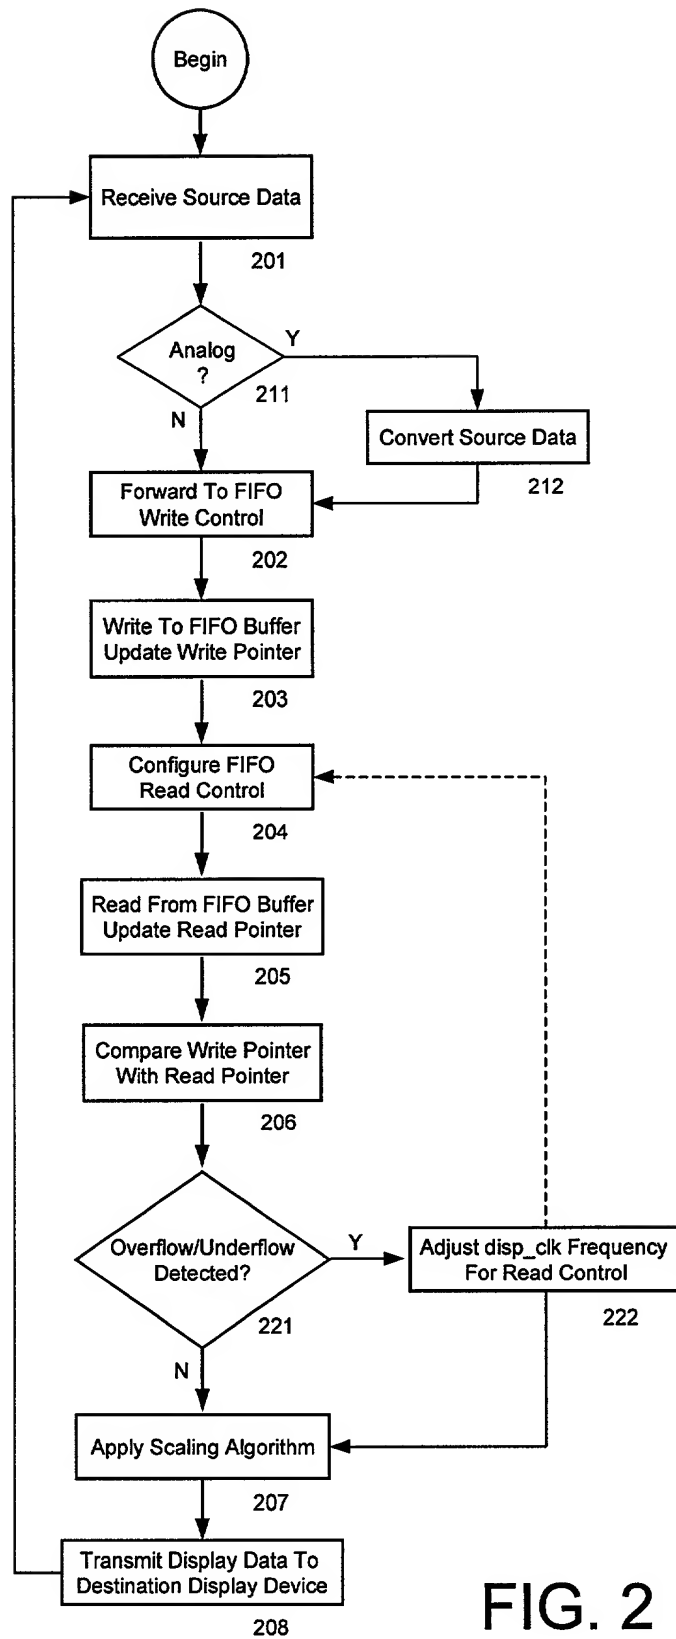 Begin
Receive Source Data
201
Analog
?
Y
211
N
Convert Source Data
212
Forward To FIFO
Write Control
202
Write To FIFO Buffer
Update Write Pointer
203
Configure FIFO
Read Control
204
Read From FIFO Buffer
Update Read Pointer
205
Compare Write Pointer
With Read Pointer
206
Overflow/Underflow
Detected?
Y
221
N
Adjust disp_clk Frequency
For Read Control
222
Apply Scaling Algorithm
207
Transmit Display Data To
Destination Display Device
208
FIG. 2